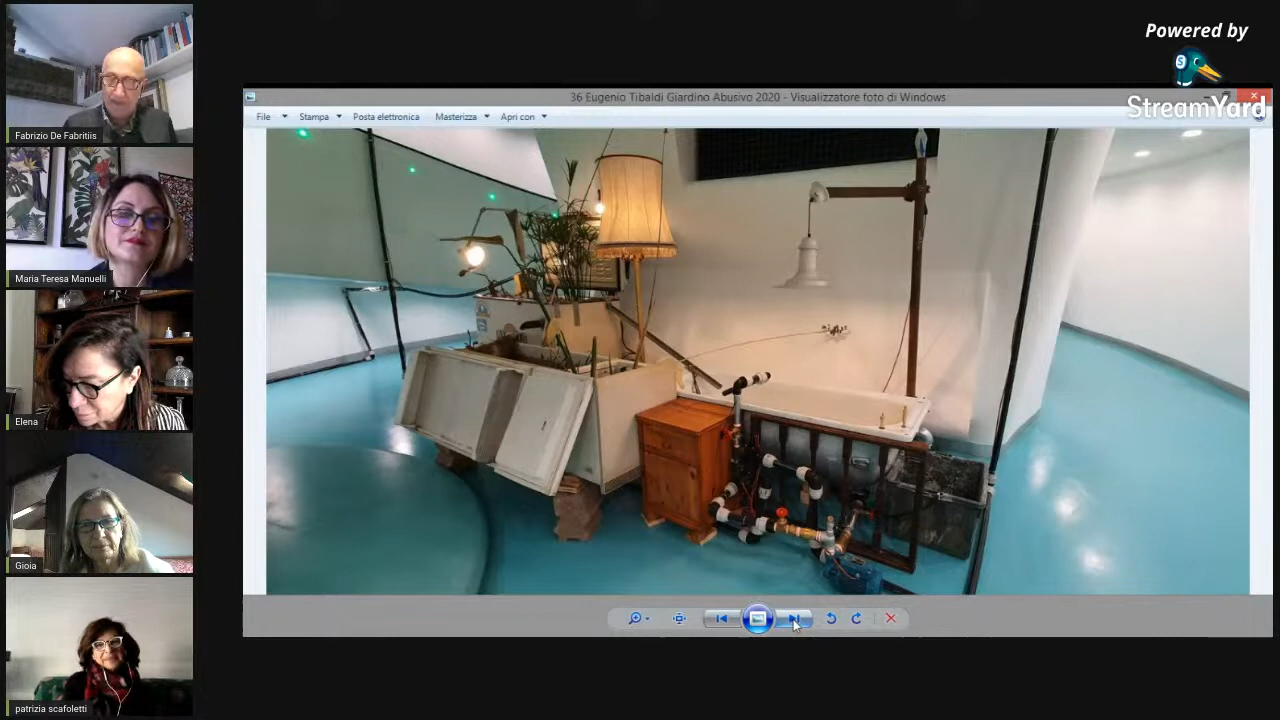 Powered by
StreamYard
Fabrizio De Fabritiis
Maria Teresa Manuelli
Elena
Gioia
patrizia scafoletti
36 Eugenio Tibaldi Giardino Abusivo 2020 - Visualizzatore foto di Windows
File Stampa Posta elettronica Masterizza Apri con